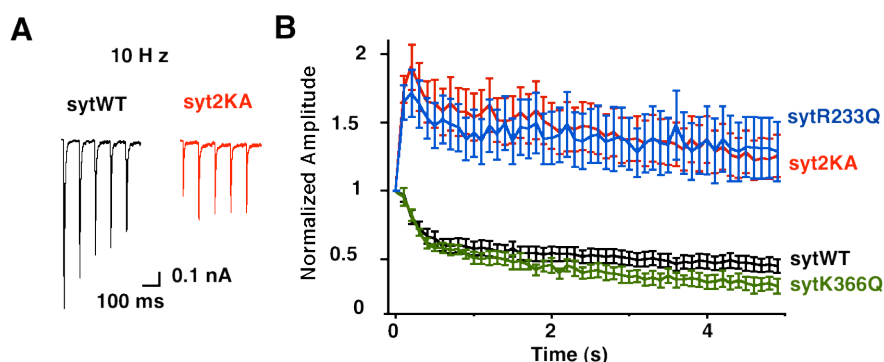 A
10 H z
sytWT
syt2KA
0.1 nA
100 ms
B
Normalized Amplitude
2
1.5
1
0.5
0
0
2
4
Time (s)
sytR233Q
syt2KA
sytWT
sytK366Q